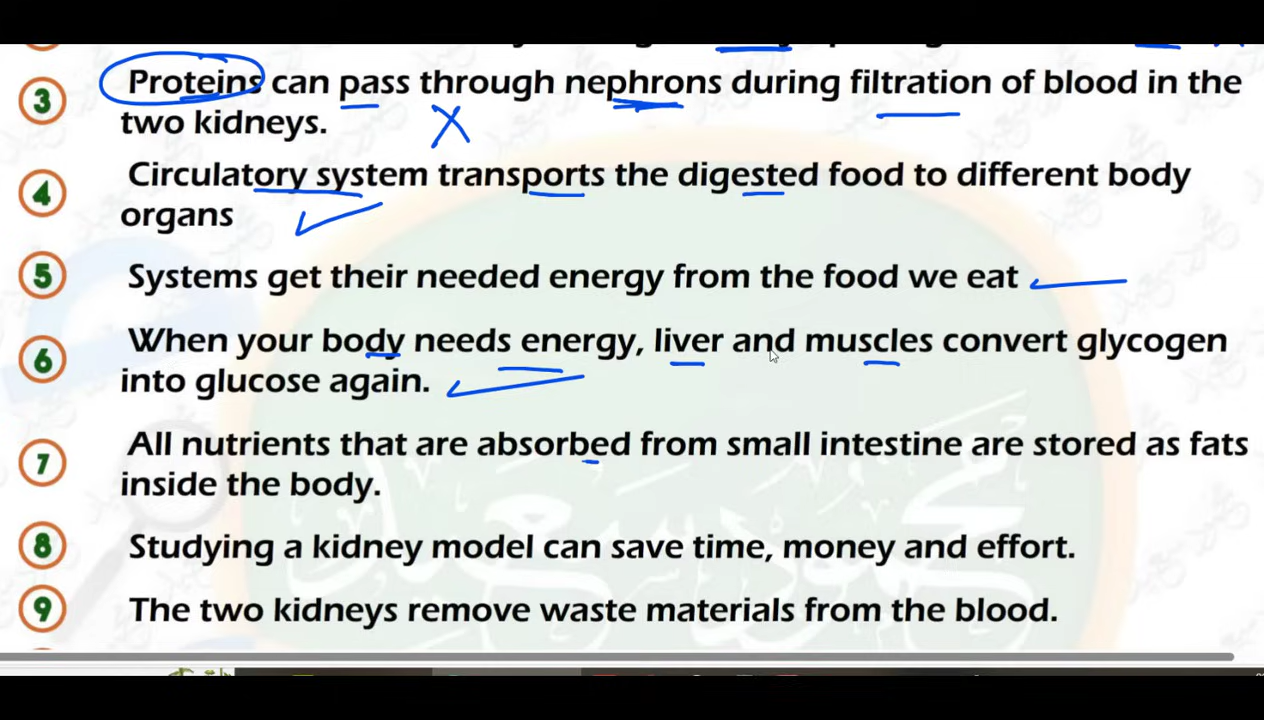 3 Proteins can pass through nephrons during filtration of blood in the
two kidneys.
4 Circulatory system transports the digested food to different body
organs
5 Systems get their needed energy from the food we eat
6 When your body needs energy, liver and muscles convert glycogen
into glucose again.
7 All nutrients that are absorbed from small intestine are stored as fats
inside the body.
8 Studying a kidney model can save time, money and effort.
9 The two kidneys remove waste materials from the blood.